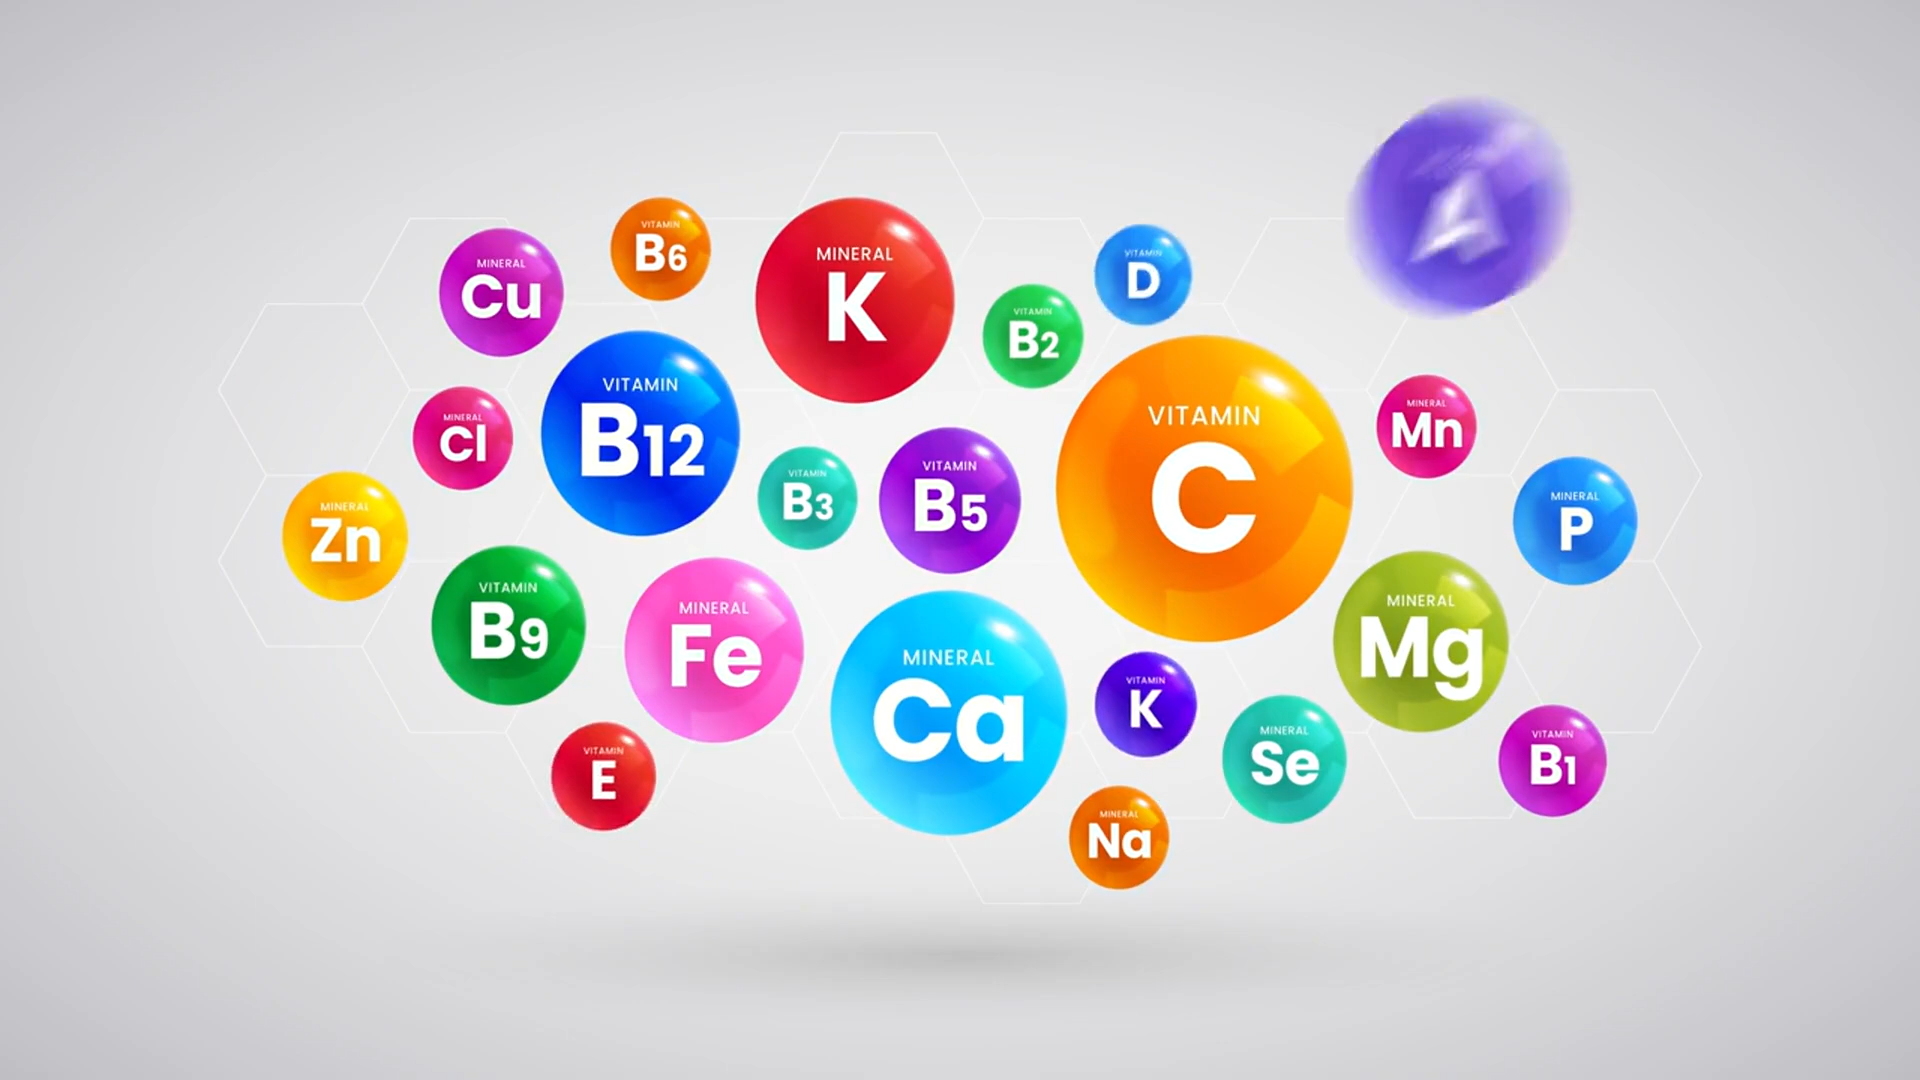 VITAMIN
B6
MINERAL
Cu
MINERAL
K
VITAMIN
D
A
VITAMIN
B2
MINERAL
Cl
VITAMIN
B12
VITAMIN
C
MINERAL
Mn
MINERAL
Zn
VITAMIN
B3
VITAMIN
B5
MINERAL
P
VITAMIN
B9
MINERAL
Fe
MINERAL
Ca
VITAMIN
K
MINERAL
Mg
VITAMIN
E
MINERAL
Se
VITAMIN
B1
MINERAL
Na